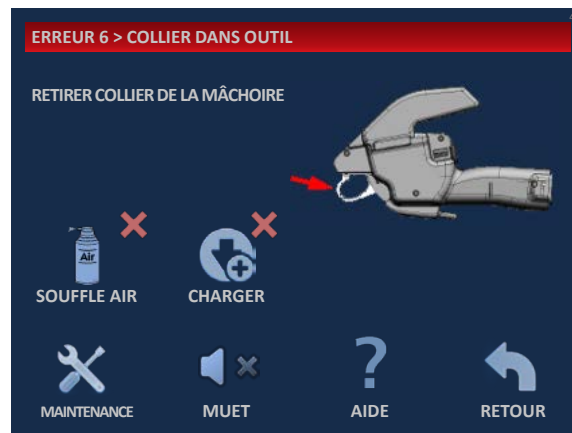 ERREUR 6 > COLLIER DANS OUTIL
RETIRER COLLIER DE LA MÂCHOIRE
Air
SOUFFLE AIR
CHARGER
MAINTENANCE
MUET
?
AIDE
RETOUR